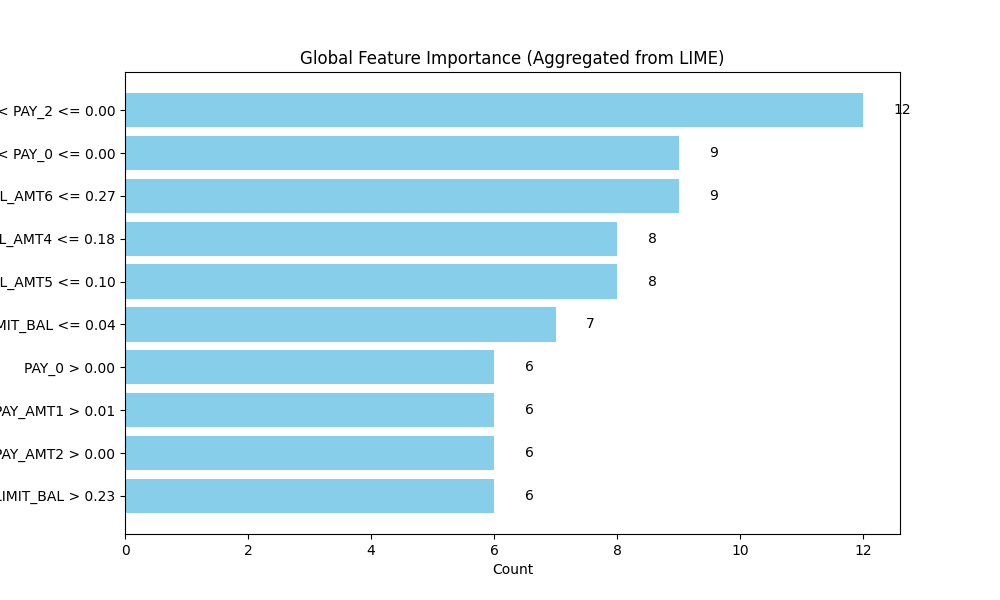 Global Feature Importance (Aggregated from LIME)
< PAY_2 <= 0.00
12
< PAY_0 <= 0.00
9
L_AMT6 <= 0.27
9
L_AMT4 <= 0.18
8
L_AMT5 <= 0.10
8
MIT_BAL <= 0.04
7
PAY_0 > 0.00
6
PAY_AMT1 > 0.01
6
PAY_AMT2 > 0.00
6
LIMIT_BAL > 0.23
6
0 2 4 6 8 10 12
Count